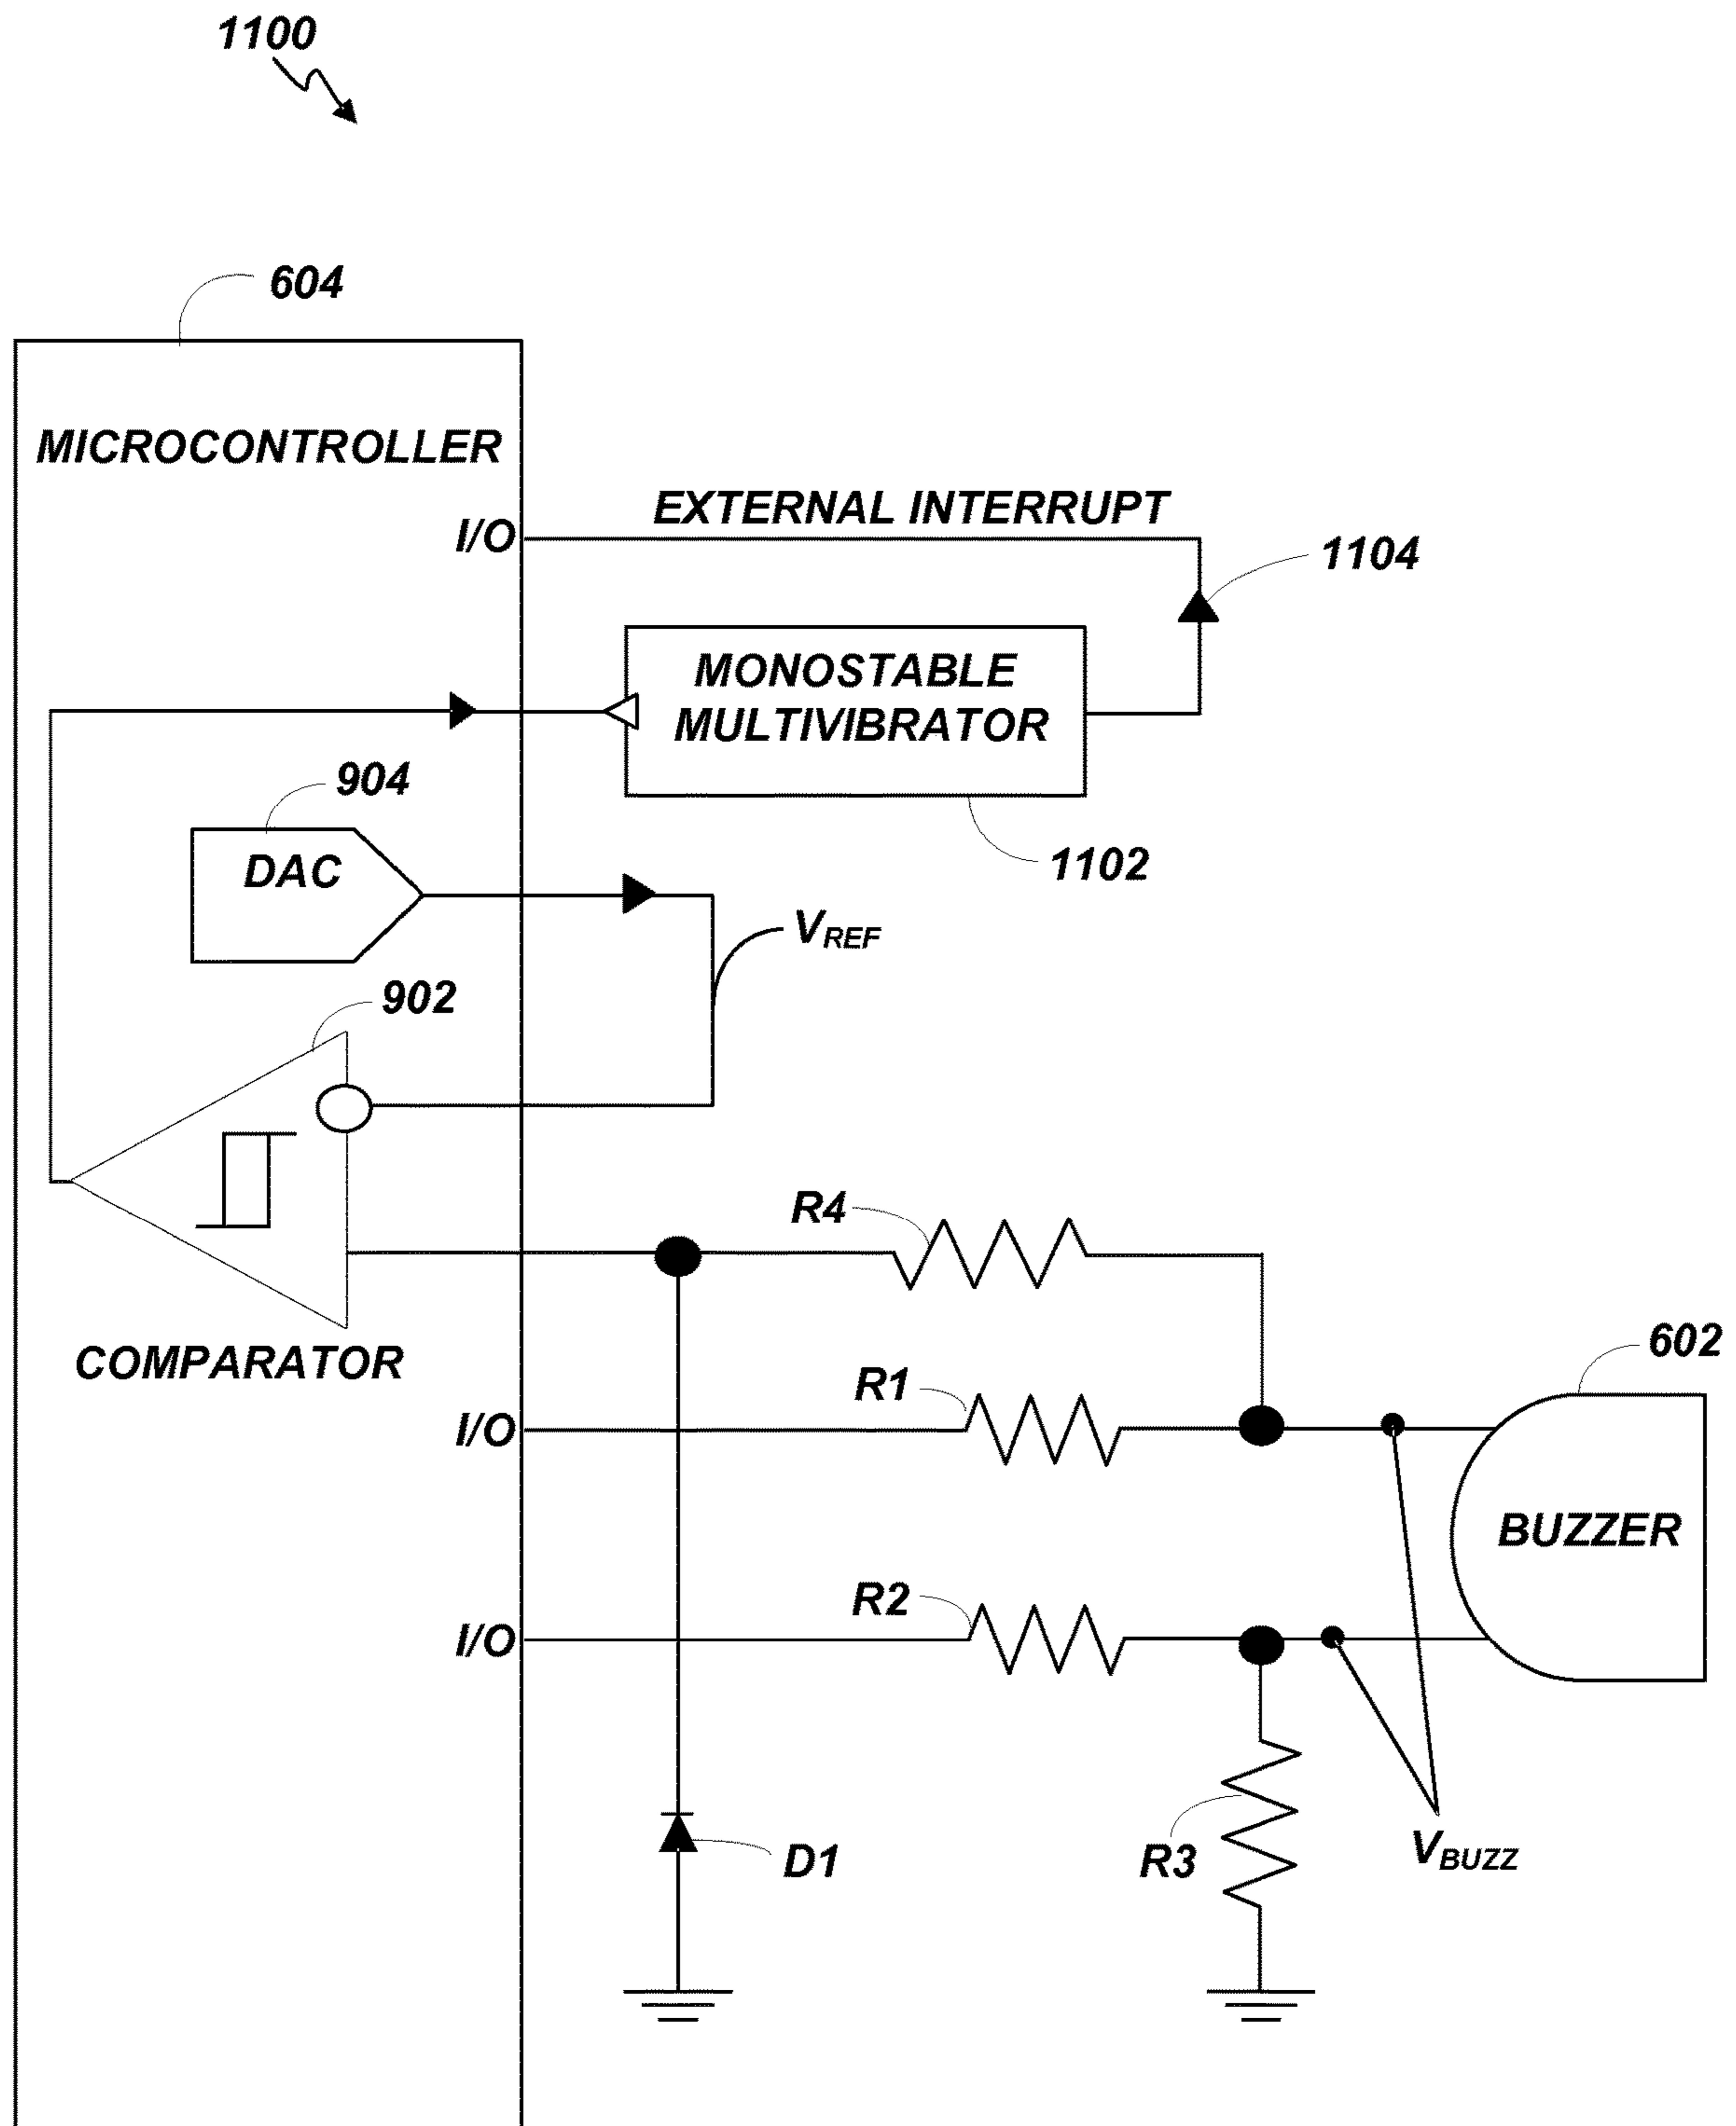 1100
604
MICROCONTROLLER
I/O
EXTERNAL INTERRUPT
1104
MONOSTABLE
MULTIVIBRATOR
904
DAC
1102
VREF
902
R4
COMPARATOR
602
R1
I/O
BUZZER
R2
I/O
D1
R3
VBUZZ